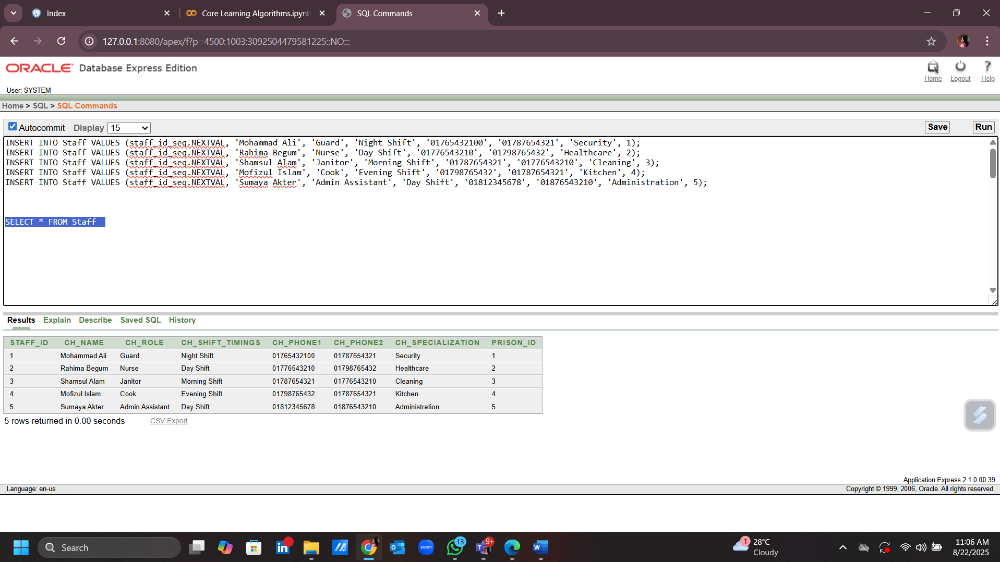 Index
Core Learning Algorithms.ipynb
SQL Commands
127.0.0.1:8080/apex/f?p=4500:1003:3092504479581225::NO:::
ORACLE Database Express Edition
Home Logout Help
User: SYSTEM
Home > SQL > SQL Commands
Autocommit Display 15 Save Run
INSERT INTO Staff VALUES (staff_id_seq.NEXTVAL, 'Mohammad Ali', 'Guard', 'Night Shift', '01765432100', '01787654321', 'Security', 1);
INSERT INTO Staff VALUES (staff_id_seq.NEXTVAL, 'Rahima Begum', 'Nurse', 'Day Shift', '01776543210', '01798765432', 'Healthcare', 2);
INSERT INTO Staff VALUES (staff_id_seq.NEXTVAL, 'Shamsul Alam', 'Janitor', 'Morning Shift', '01787654321', '01776543210', 'Cleaning', 3);
INSERT INTO Staff VALUES (staff_id_seq.NEXTVAL, 'Mofizul Islam', 'Cook', 'Evening Shift', '01798765432', '01787654321', 'Kitchen', 4);
INSERT INTO Staff VALUES (staff_id_seq.NEXTVAL, 'Sumaya Akter', 'Admin Assistant', 'Day Shift', '01812345678', '01876543210', 'Administration', 5);
SELECT * FROM Staff
Results Explain Describe Saved SQL History
STAFF_ID CH_NAME CH_ROLE CH_SHIFT_TIMINGS CH_PHONE1 CH_PHONE2 CH_SPECIALIZATION PRISON_ID
1 Mohammad Ali Guard Night Shift 01765432100 01787654321 Security 1
2 Rahima Begum Nurse Day Shift 01776543210 01798765432 Healthcare 2
3 Shamsul Alam Janitor Morning Shift 01787654321 01776543210 Cleaning 3
4 Mofizul Islam Cook Evening Shift 01798765432 01787654321 Kitchen 4
5 Sumaya Akter Admin Assistant Day Shift 01812345678 01876543210 Administration 5
5 rows returned in 0.00 seconds CSV Export
Application Express 2.1.0.00.39
Language: en-us Copyright © 1999, 2006, Oracle. All rights reserved.
Search
zoom
13
9+
1
28°C
Cloudy
11:06 AM
8/22/2025